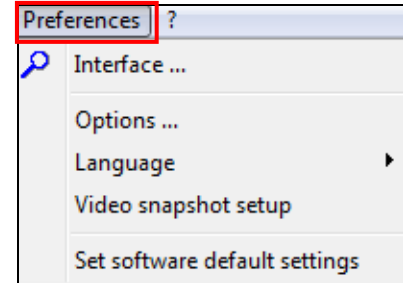 Preferences ?
Interface ...
Options ...
Language
Video snapshot setup
Set software default settings